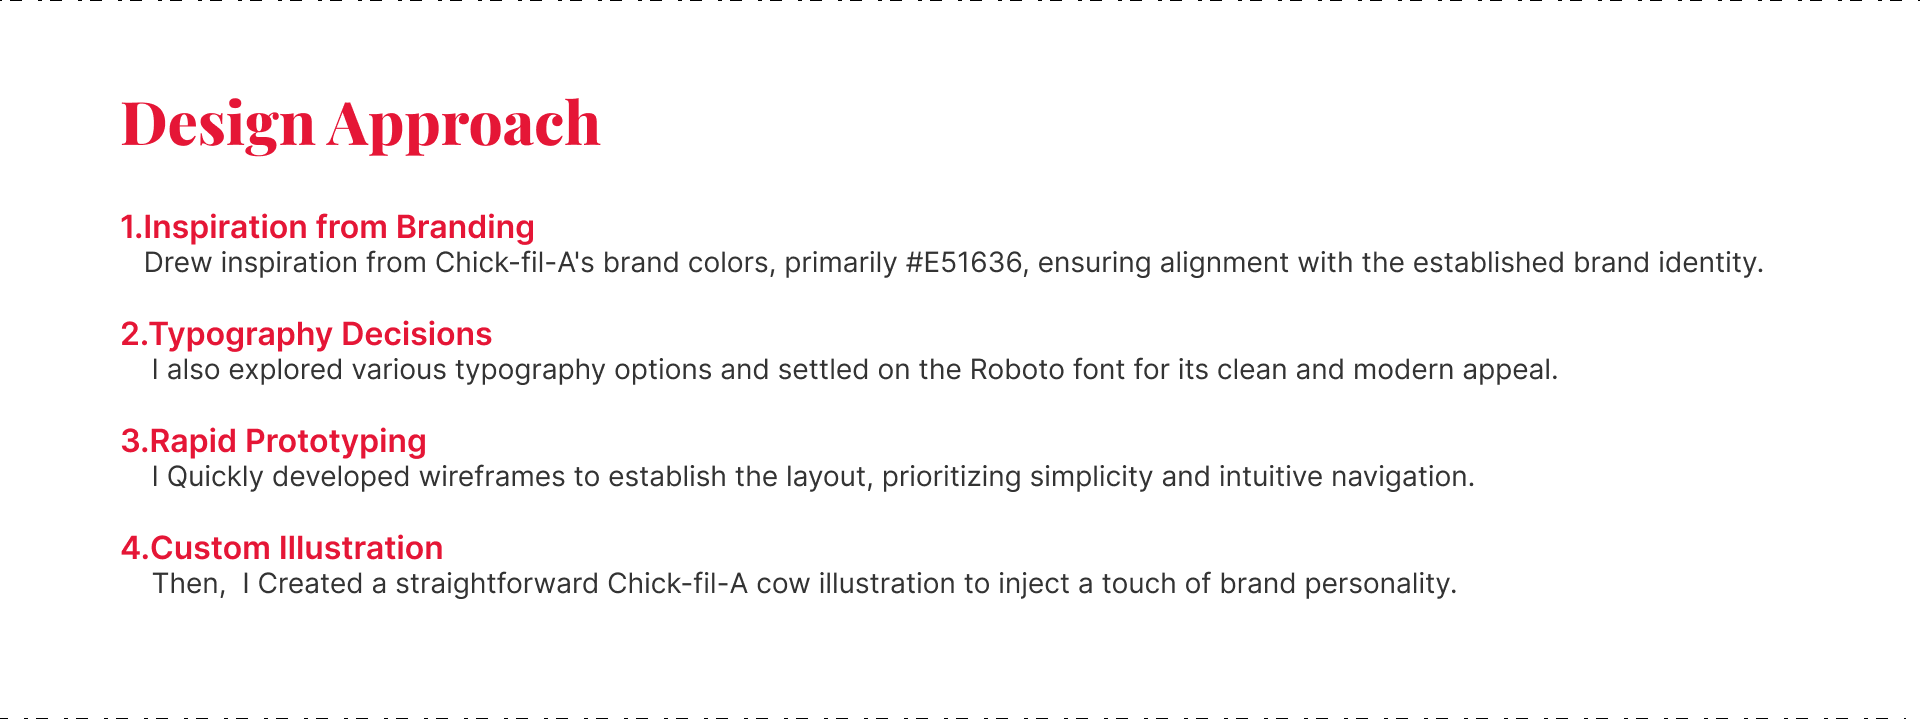 Design Approach
1.Inspiration from Branding
Drew inspiration from Chick-fil-A's brand colors, primarily #E51636, ensuring alignment with the established brand identity.
2.Typography Decisions
I also explored various typography options and settled on the Roboto font for its clean and modern appeal.
3.Rapid Prototyping
I Quickly developed wireframes to establish the layout, prioritizing simplicity and intuitive navigation.
4.Custom Illustration
Then,  I Created a straightforward Chick-fil-A cow illustration to inject a touch of brand personality.